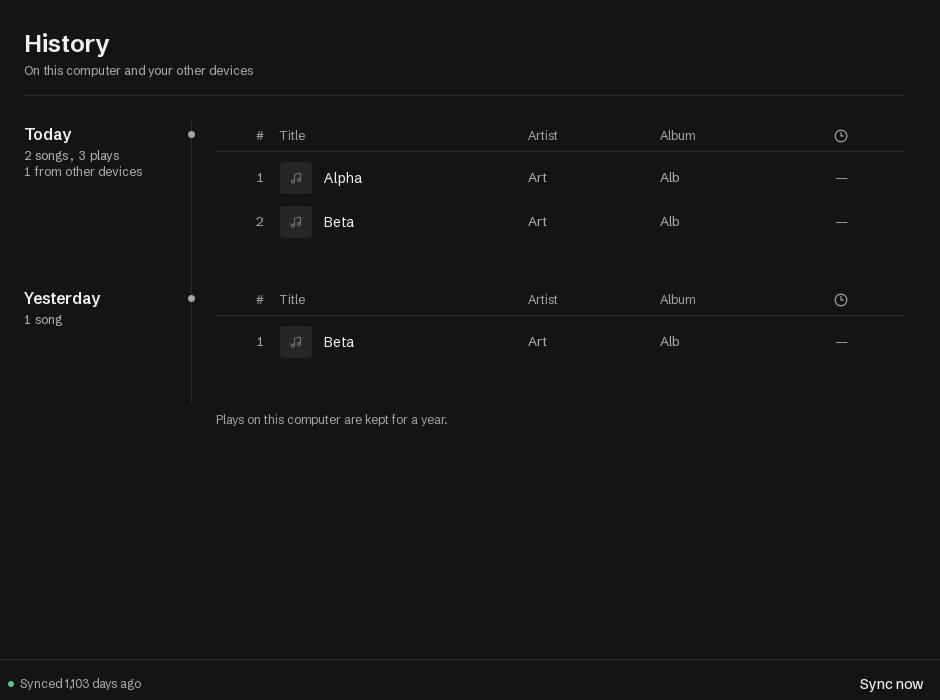 History
On this computer and your other devices
Today
2 songs, 3 plays
1 from other devices
# Title Artist Album
1 Alpha Art Alb —
2 Beta Art Alb —
Yesterday
1 song
# Title Artist Album
1 Beta Art Alb —
Plays on this computer are kept for a year.
Synced 1,103 days ago
Sync now